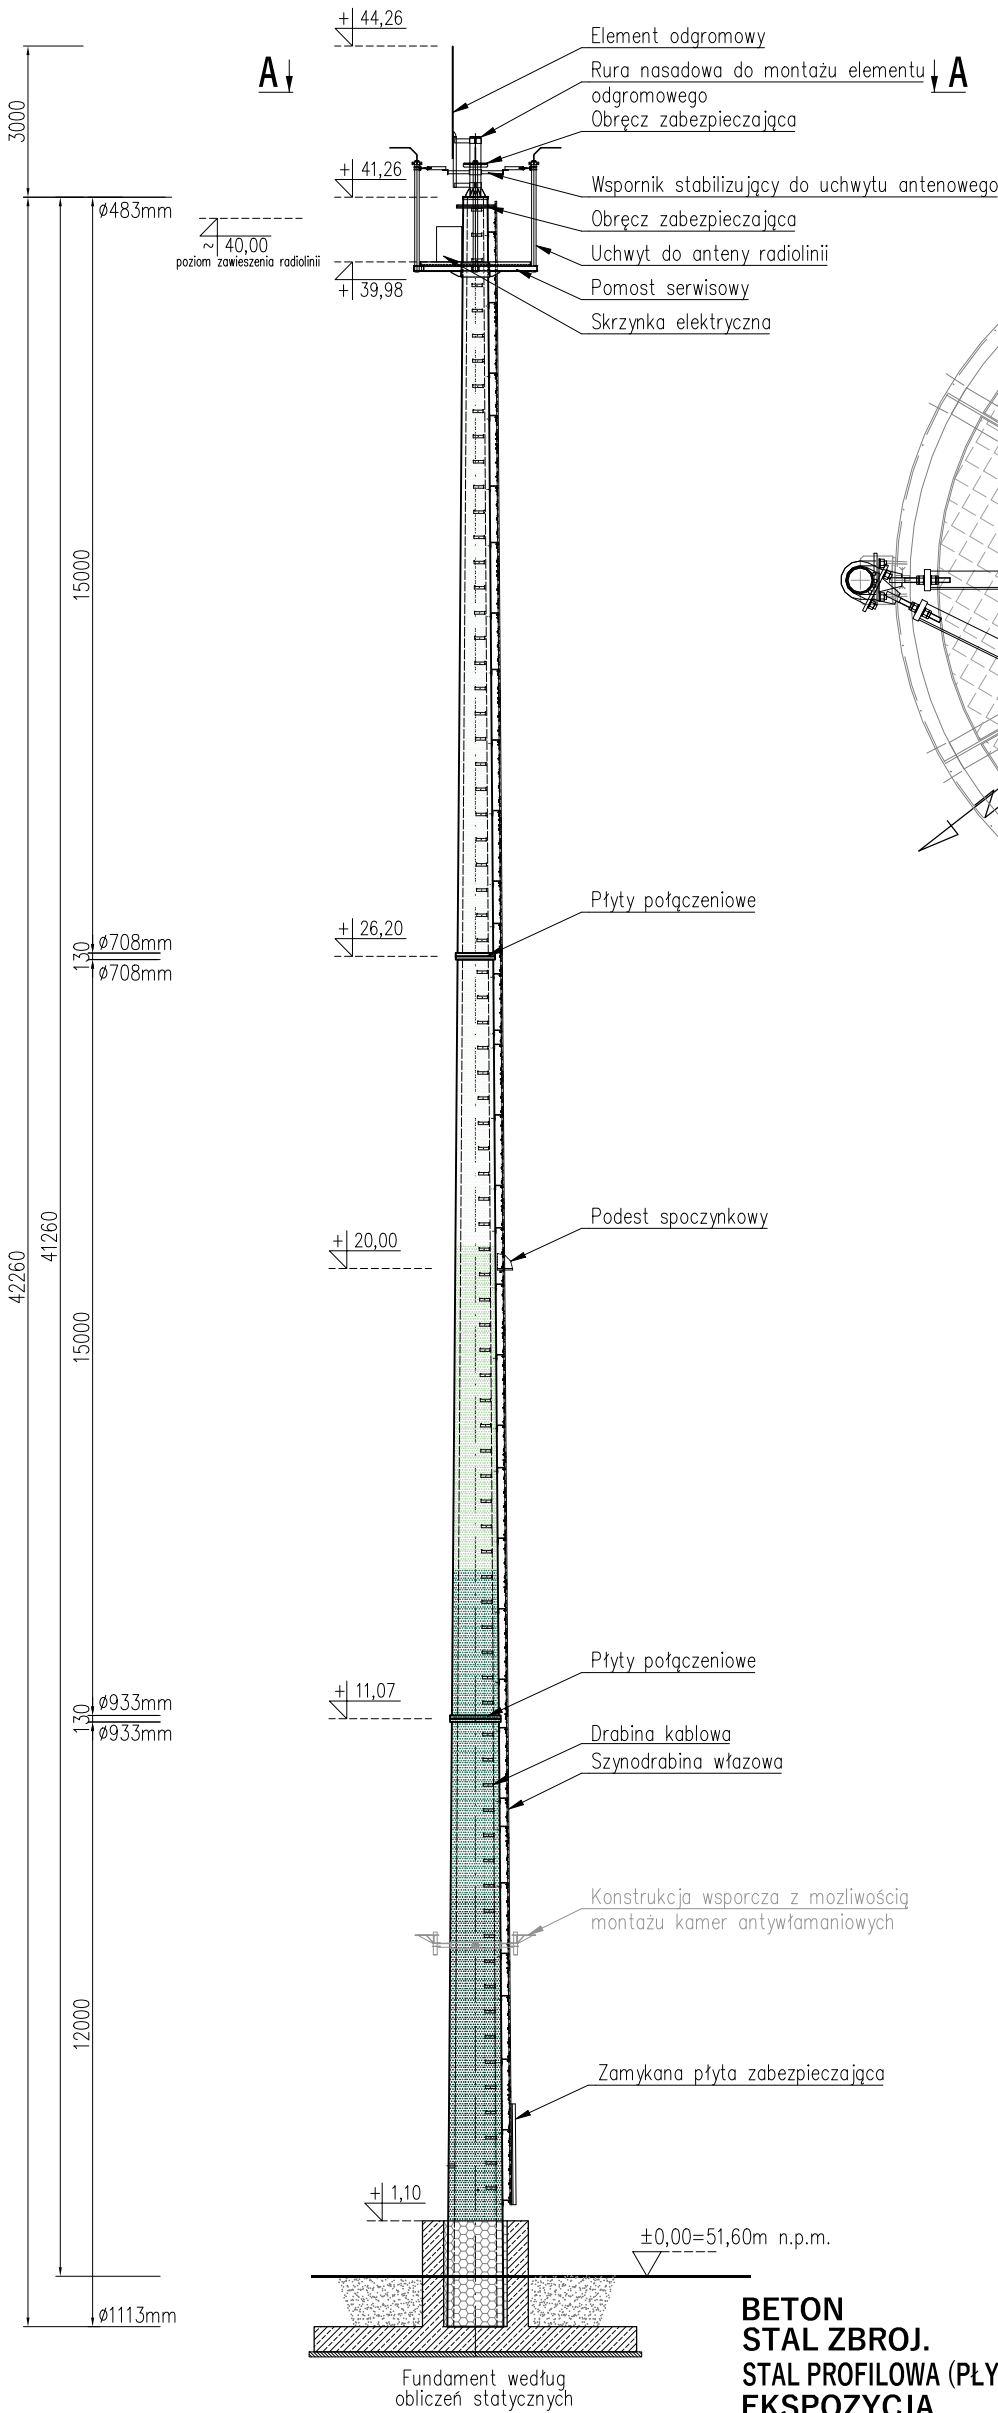 + 44,26
Element odgromowy
A
Rura nasadowa do montażu elementu
odgromowego
A
3000
Obręcz zabezpieczająca
+ 41,26
Wspornik stabilizujący do uchwytu antenowego
ø483mm
Obręcz zabezpieczająca
~ 40,00
poziom zawieszenia radiolinii
Uchwyt do anteny radiolinii
+ 39,98
Pomost serwisowy
Skrzynka elektryczna
15000
Płyty połączeniowe
+ 26,20
ø708mm
130
ø708mm
Podest spoczynkowy
+ 20,00
41260
42260
15000
Płyty połączeniowe
+ 11,07
ø933mm
130
ø933mm
Drabina kablowa
Szynodrabina włazowa
Konstrukcja wsporcza z mozliwością
montażu kamer antywłamaniowych
12000
Zamykana płyta zabezpieczająca
+ 1,10
±0,00=51,60m n.p.m.
ø1113mm
BETON
STAL ZBROJ.
STAL PROFILOWA (PŁY
EKSPOZYCJA
Fundament według
obliczeń statycznych